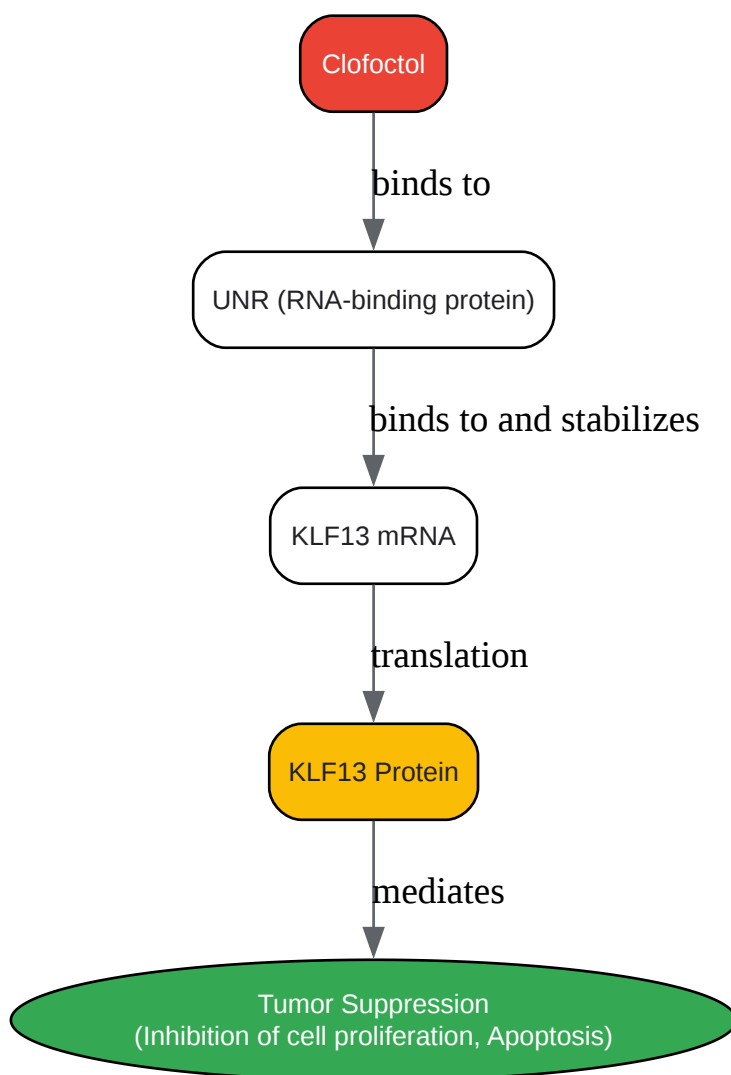 Clofoctol
binds to
UNR (RNA-binding protein)
binds to and stabilizes
KLF13 mRNA
translation
KLF13 Protein
mediates
Tumor Suppression
(Inhibition of cell proliferation, Apoptosis)